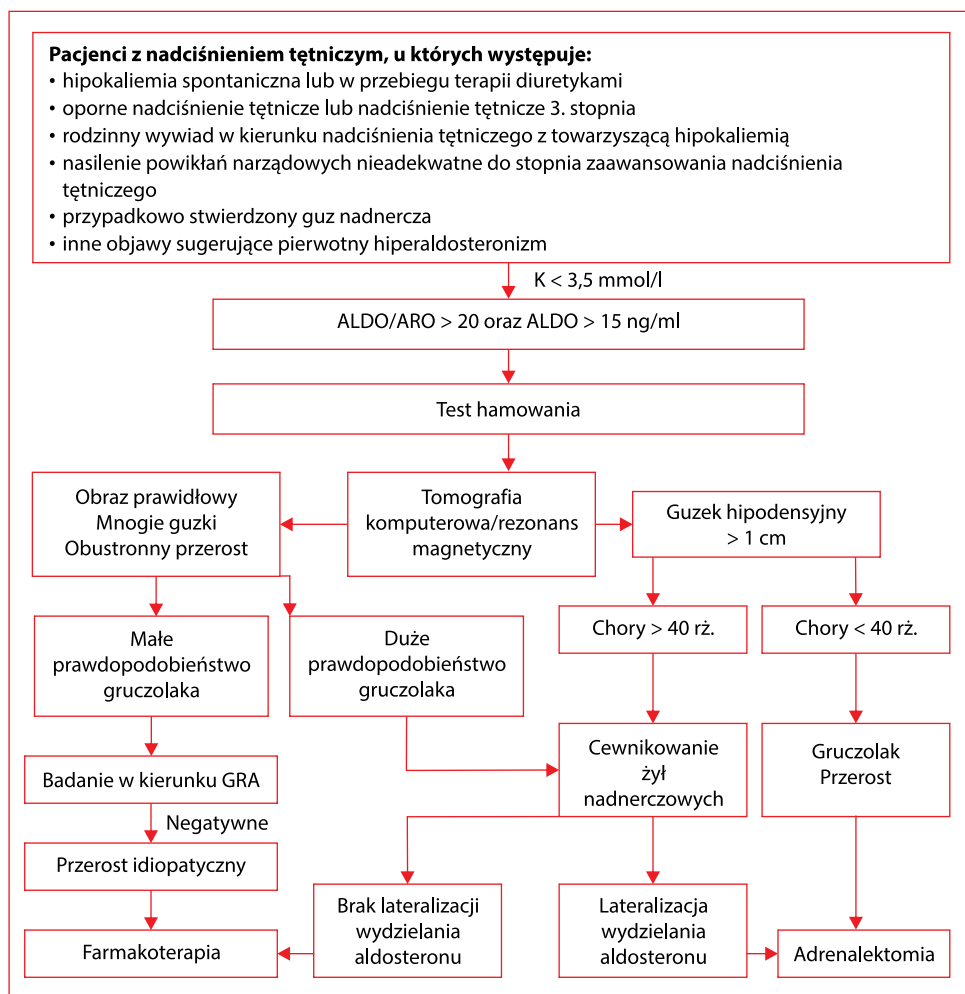 Pacjenci z nadciśnieniem tętniczym, u których występuje:
• hipokaliemia spontaniczna lub w przebiegu terapii diuretykami
• oporne nadciśnienie tętnicze lub nadciśnienie tętnicze 3. stopnia
• rodzinny wywiad w kierunku nadciśnienia tętniczego z towarzyszącą hipokaliemią
• nasilenie powikłań narządowych nieadekwatne do stopnia zaawansowania nadciśnienia
tętniczego
• przypadkowo stwierdzony guz nadnercza
• inne objawy sugerujące pierwotny hiperaldosteronizm
K < 3,5 mmol/l
ALDO/ARO > 20 oraz ALDO > 15 ng/ml
Test hamowania
Obraz prawidłowy
Mnogie guzki
Obustronny przerost
Tomografia
komputerowa/rezonans
magnetyczny
Guzek hipodensyjny
> 1 cm
Małe
prawdopodobieństwo
gruczolaka
Duże
prawdopodobieństwo
gruczolaka
Chory > 40 rż.
Chory < 40 rż.
Badanie w kierunku GRA
Cewnikowanie
żył
nadnerczowych
Gruczolak
Przerost
Negatywne
Przerost idiopatyczny
Brak lateralizacji
wydzielania
aldosteronu
Lateralizacja
wydzielania
aldosteronu
Farmakoterapia
Adrenalektomia